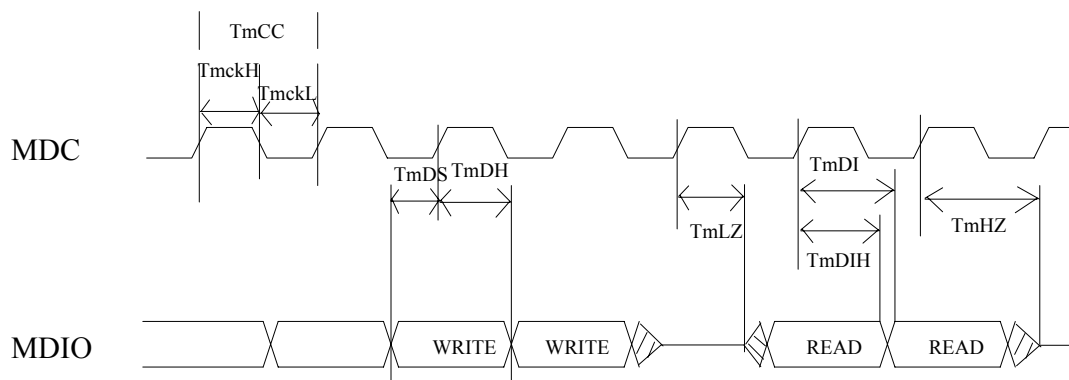 TmCC
TmckH
TmckL
MDC
TmDS TmDH
TmDI
TmLZ
TmHZ
TmDIH
MDIO
WRITE WRITE READ READ